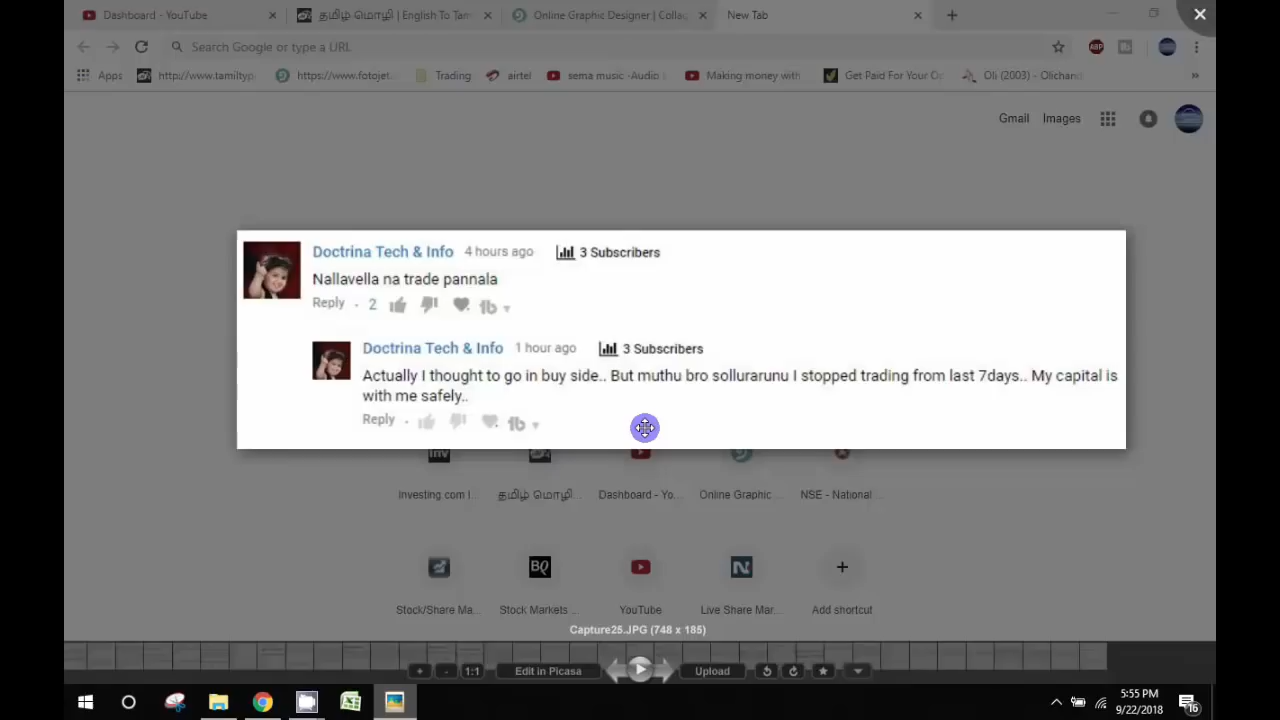 Dashboard - YouTube
தமிழ் மொழி | English To Tam
Online Graphic Designer | Collag
New Tab
Search Google or type a URL
Apps
http://www.tamiltyp
https://www.fotojet.
Trading
airtel
sema music -Audio
Making money with
Get Paid For Your O
Oli (2003) - Olichand
Gmail
Images
Doctrina Tech & Info 4 hours ago 3 Subscribers
Nallavella na trade pannala
Reply · 2
Doctrina Tech & Info 1 hour ago 3 Subscribers
Actually I thought to go in buy side.. But muthu bro sollurarunu I stopped trading from last 7days.. My capital is
with me safely..
Reply ·
Inv
Investing.com I...
தமிழ் மொழி...
Dashboard - Yo...
Online Graphic ...
NSE - National ...
BQ
Stock/Share Ma...
Stock Markets ...
YouTube
Live Share Mar...
Add shortcut
Capture25.JPG (748 x 185)
+ - 1:1 Edit in Picasa Upload
5:55 PM
9/22/2018
16